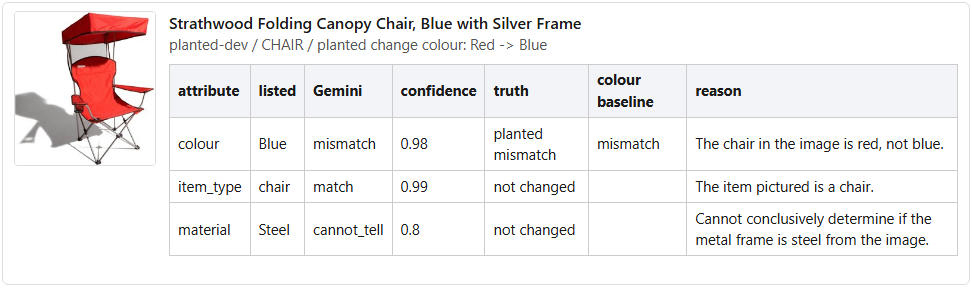 Strathwood Folding Canopy Chair, Blue with Silver Frame
planted-dev / CHAIR / planted change colour: Red -> Blue
attribute listed Gemini confidence truth colour baseline reason
colour Blue mismatch 0.98 planted mismatch mismatch The chair in the image is red, not blue.
item_type chair match 0.99 not changed The item pictured is a chair.
material Steel cannot_tell 0.8 not changed Cannot conclusively determine if the metal frame is steel from the image.